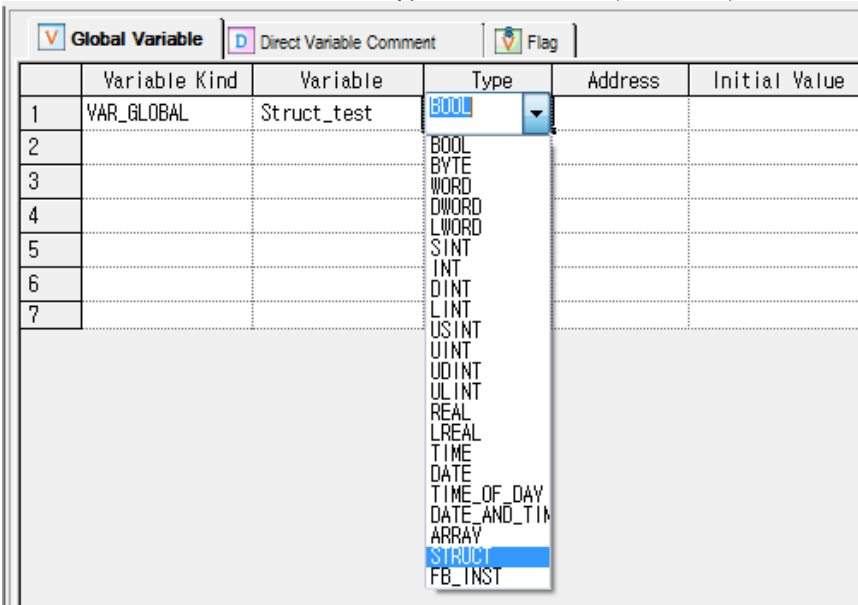 V Global Variable D Direct Variable Comment Flag
Variable Kind Variable Type Address Initial Value
1 VAR_GLOBAL Struct_test BOOL
2
3
4
5
6
7
BOOL
BYTE
WORD
DWORD
LWORD
SINT
INT
DINT
LINT
USINT
UINT
UDINT
ULINT
REAL
LREAL
TIME
DATE
TIME_OF_DAY
DATE_AND_TIM
ARRAY
STRUCT
FB_INST